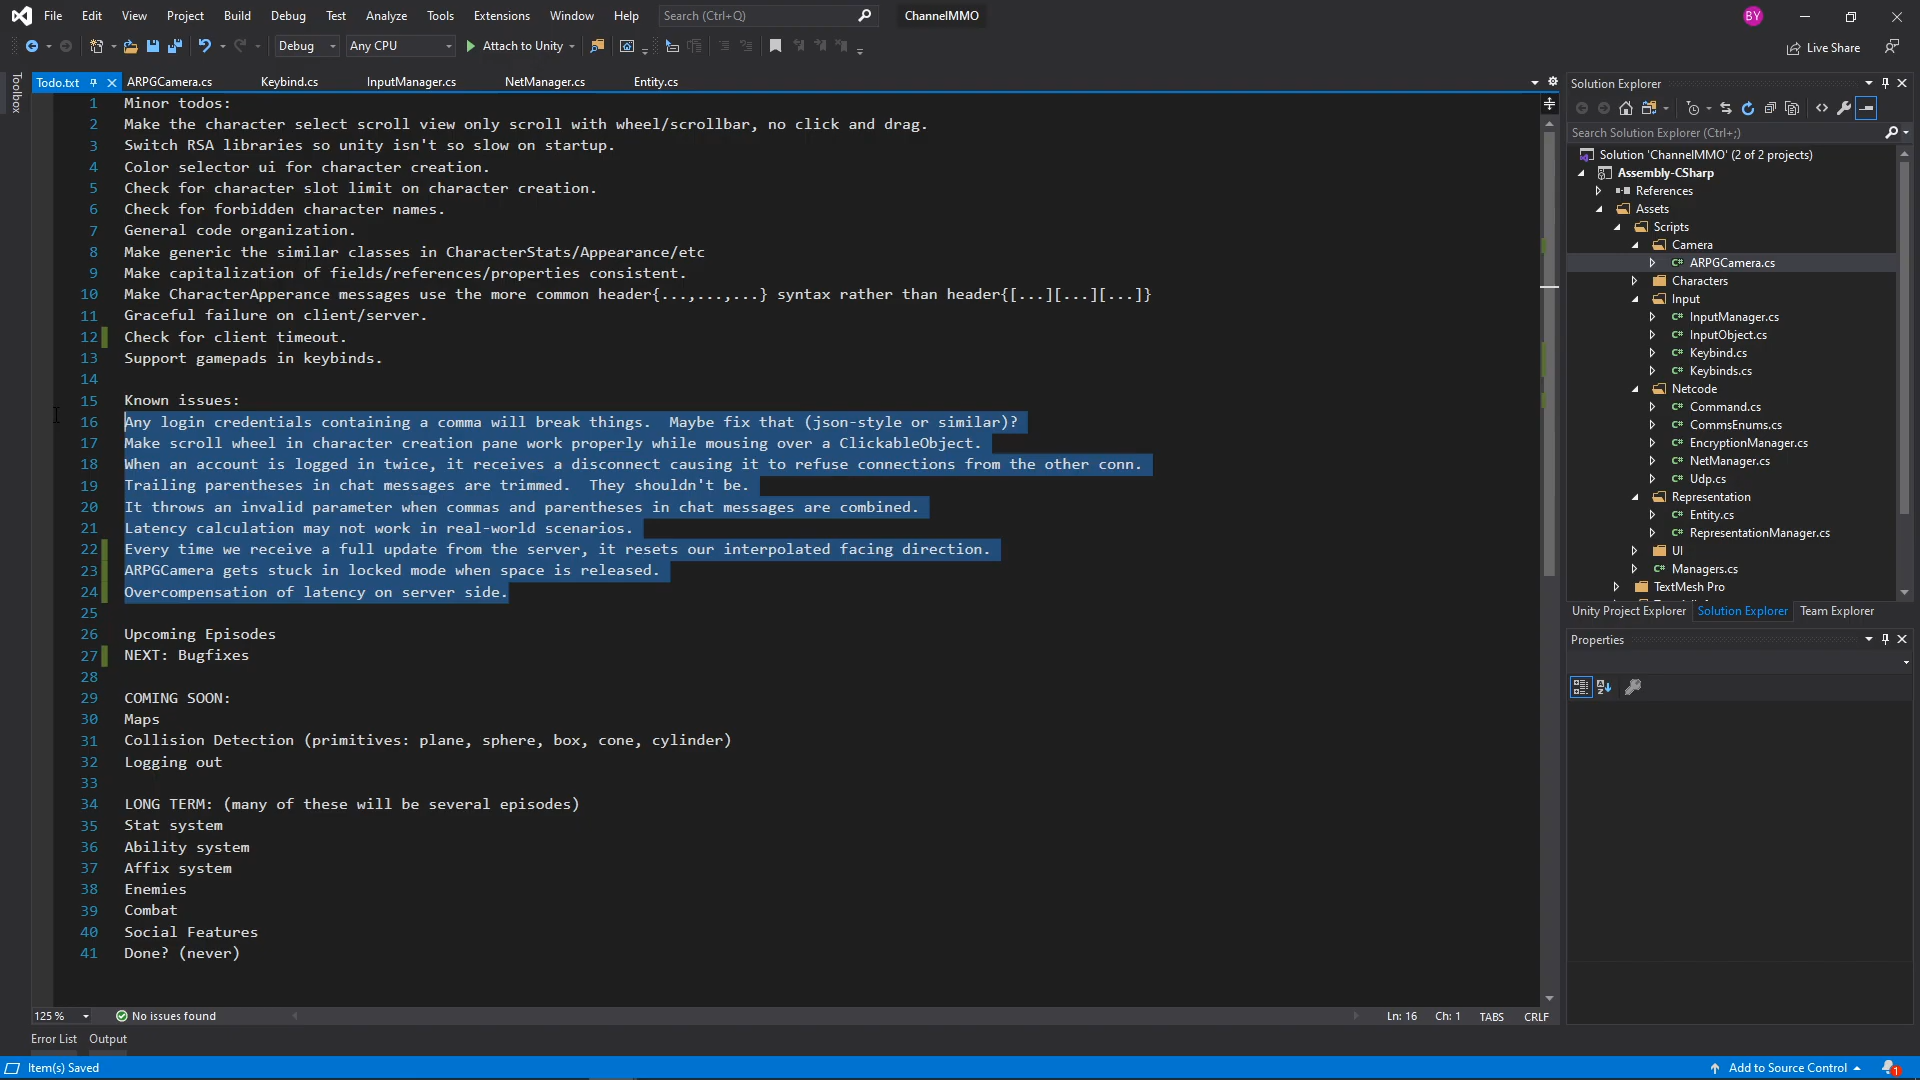 File Edit View Project Build Debug Test Analyze Tools Extensions Window Help Search (Ctrl+Q) ChannelMMO BY
Debug Any CPU Attach to Unity Live Share
Toolbox
Todo.txt ARPGCamera.cs Keybind.cs InputManager.cs NetManager.cs Entity.cs
1 Minor todos:
2 Make the character select scroll view only scroll with wheel/scrollbar, no click and drag.
3 Switch RSA libraries so unity isn't so slow on startup.
4 Color selector ui for character creation.
5 Check for character slot limit on character creation.
6 Check for forbidden character names.
7 General code organization.
8 Make generic the similar classes in CharacterStats/Appearance/etc
9 Make capitalization of fields/references/properties consistent.
10 Make CharacterApperance messages use the more common header{...,...,...} syntax rather than header{[...][...][...]}
11 Graceful failure on client/server.
12 Check for client timeout.
13 Support gamepads in keybinds.
14
15 Known issues:
16 Any login credentials containing a comma will break things.  Maybe fix that (json-style or similar)?
17 Make scroll wheel in character creation pane work properly while mousing over a ClickableObject.
18 When an account is logged in twice, it receives a disconnect causing it to refuse connections from the other conn.
19 Trailing parentheses in chat messages are trimmed.  They shouldn't be.
20 It throws an invalid parameter when commas and parentheses in chat messages are combined.
21 Latency calculation may not work in real-world scenarios.
22 Every time we receive a full update from the server, it resets our interpolated facing direction.
23 ARPGCamera gets stuck in locked mode when space is released.
24 Overcompensation of latency on server side.
25
26 Upcoming Episodes
27 NEXT: Bugfixes
28
29 COMING SOON:
30 Maps
31 Collision Detection (primitives: plane, sphere, box, cone, cylinder)
32 Logging out
33
34 LONG TERM: (many of these will be several episodes)
35 Stat system
36 Ability system
37 Affix system
38 Enemies
39 Combat
40 Social Features
41 Done? (never)
125 % No issues found Ln: 16 Ch: 1 TABS CRLF
Error List Output
Item(s) Saved Add to Source Control 1
Solution Explorer
Search Solution Explorer (Ctrl+;)
Solution 'ChannelMMO' (2 of 2 projects)
Assembly-CSharp
References
Assets
Scripts
Camera
C# ARPGCamera.cs
Characters
Input
C# InputManager.cs
C# InputObject.cs
C# Keybind.cs
C# Keybinds.cs
Netcode
C# Command.cs
C# CommsEnums.cs
C# EncryptionManager.cs
C# NetManager.cs
C# Udp.cs
Representation
C# Entity.cs
C# RepresentationManager.cs
UI
C# Managers.cs
TextMesh Pro
Unity Project Explorer Solution Explorer Team Explorer
Properties